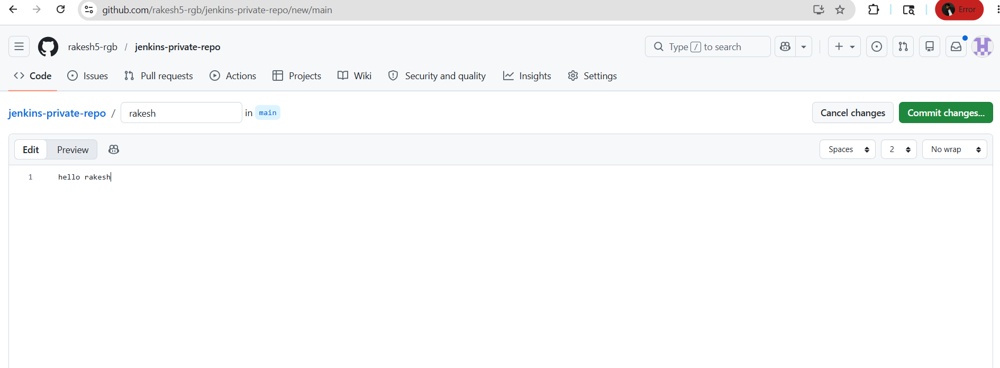 github.com/rakesh5-rgb/jenkins-private-repo/new/main
Error
rakesh5-rgb / jenkins-private-repo
Type / to search
Code Issues Pull requests Actions Projects Wiki Security and quality Insights Settings
jenkins-private-repo / rakesh in main
Cancel changes Commit changes...
Edit Preview
Spaces 2 No wrap
1 hello rakesh